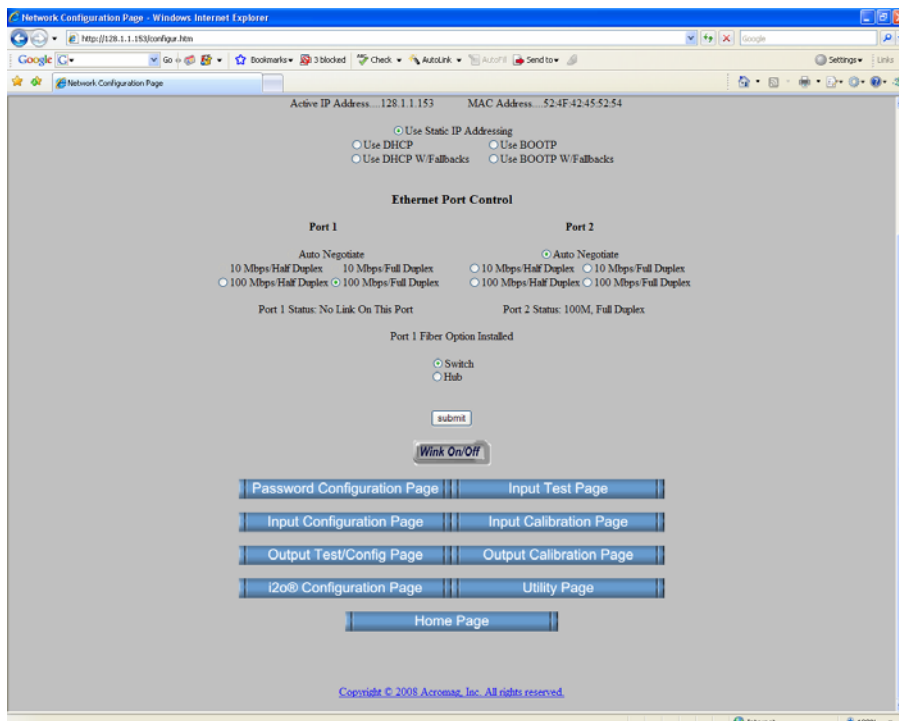 Network Configuration Page - Windows Internet Explorer
http://128.1.1.153/configur.htm
Google
Google G Go Bookmarks 3 blocked Check AutoLink AutoFill Send to Settings Links
Network Configuration Page
Active IP Address....128.1.1.153 MAC Address....52:4F:42:45:52:54
Use Static IP Addressing
Use DHCP Use BOOTP
Use DHCP W/Fallbacks Use BOOTP W/Fallbacks
Ethernet Port Control
Port 1 Port 2
Auto Negotiate Auto Negotiate
10 Mbps/Half Duplex 10 Mbps/Full Duplex 10 Mbps/Half Duplex 10 Mbps/Full Duplex
100 Mbps/Half Duplex 100 Mbps/Full Duplex 100 Mbps/Half Duplex 100 Mbps/Full Duplex
Port 1 Status: No Link On This Port Port 2 Status: 100M, Full Duplex
Port 1 Fiber Option Installed
Switch
Hub
submit
Wink On/Off
Password Configuration Page Input Test Page
Input Configuration Page Input Calibration Page
Output Test/Config Page Output Calibration Page
i2o® Configuration Page Utility Page
Home Page
Copyright © 2008 Acromag, Inc. All rights reserved.